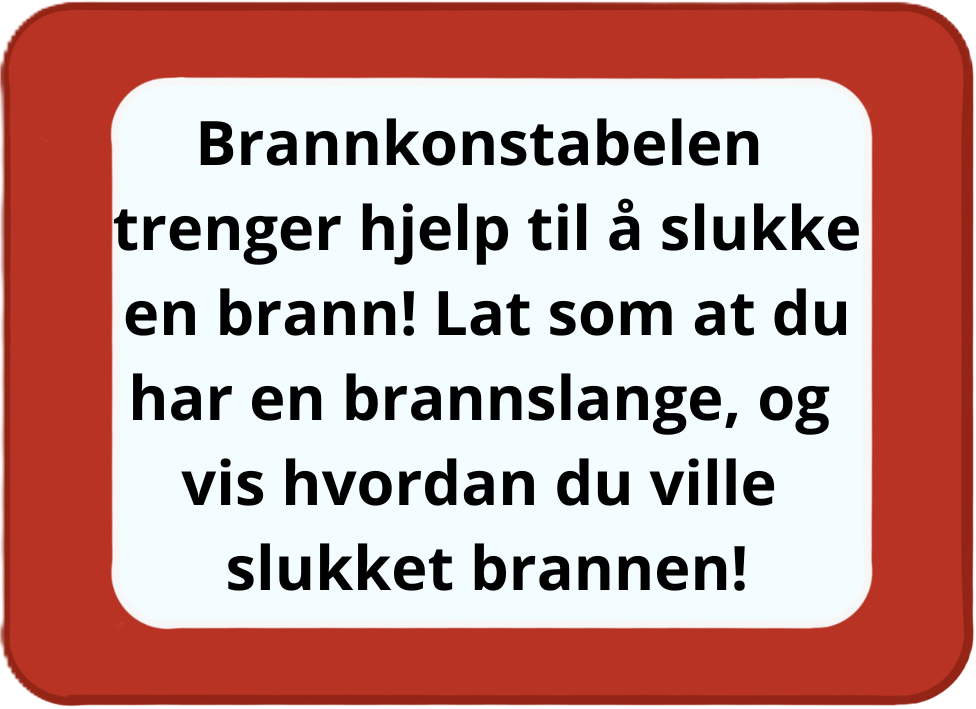 Brannkonstabelen
trenger hjelp til å slukke
en brann! Lat som at du
har en brannslange, og
vis hvordan du ville
slukket brannen!